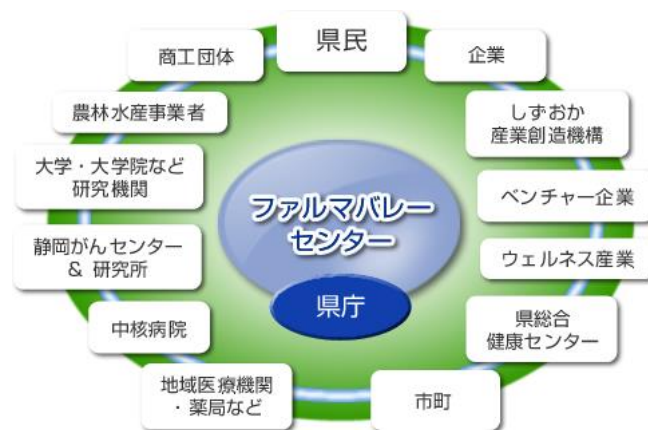 県民
商工団体
企業
農林水産事業者
しずおか
産業創造機構
大学・大学院など
研究機関
ベンチャー企業
ファルマバレー
センター
静岡がんセンター
& 研究所
ウェルネス産業
県庁
中核病院
県総合
健康センター
地域医療機関
・薬局など
市町